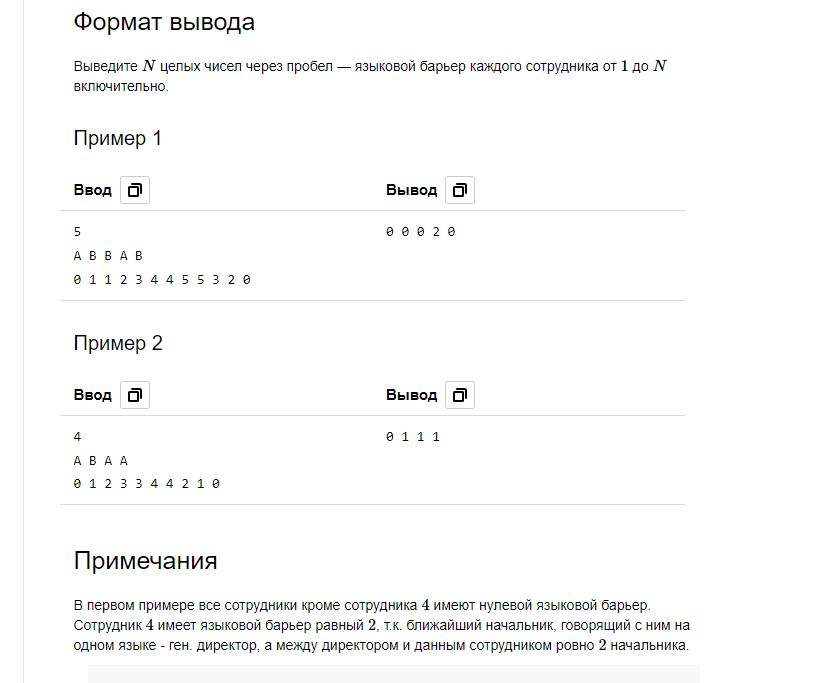 Формат вывода
Выведите N целых чисел через пробел — языковой барьер каждого сотрудника от 1 до N
включительно.
Пример 1
Ввод Вывод
5 0 0 0 2 0
A B B A B
0 1 1 2 3 4 4 5 5 3 2 0
Пример 2
Ввод Вывод
4 0 1 1 1
A B A A
0 1 2 3 3 4 4 2 1 0
Примечания
В первом примере все сотрудники кроме сотрудника 4 имеют нулевой языковой барьер.
Сотрудник 4 имеет языковой барьер равный 2, т.к. ближайший начальник, говорящий с ним на
одном языке - ген. директор, а между директором и данным сотрудником ровно 2 начальника.